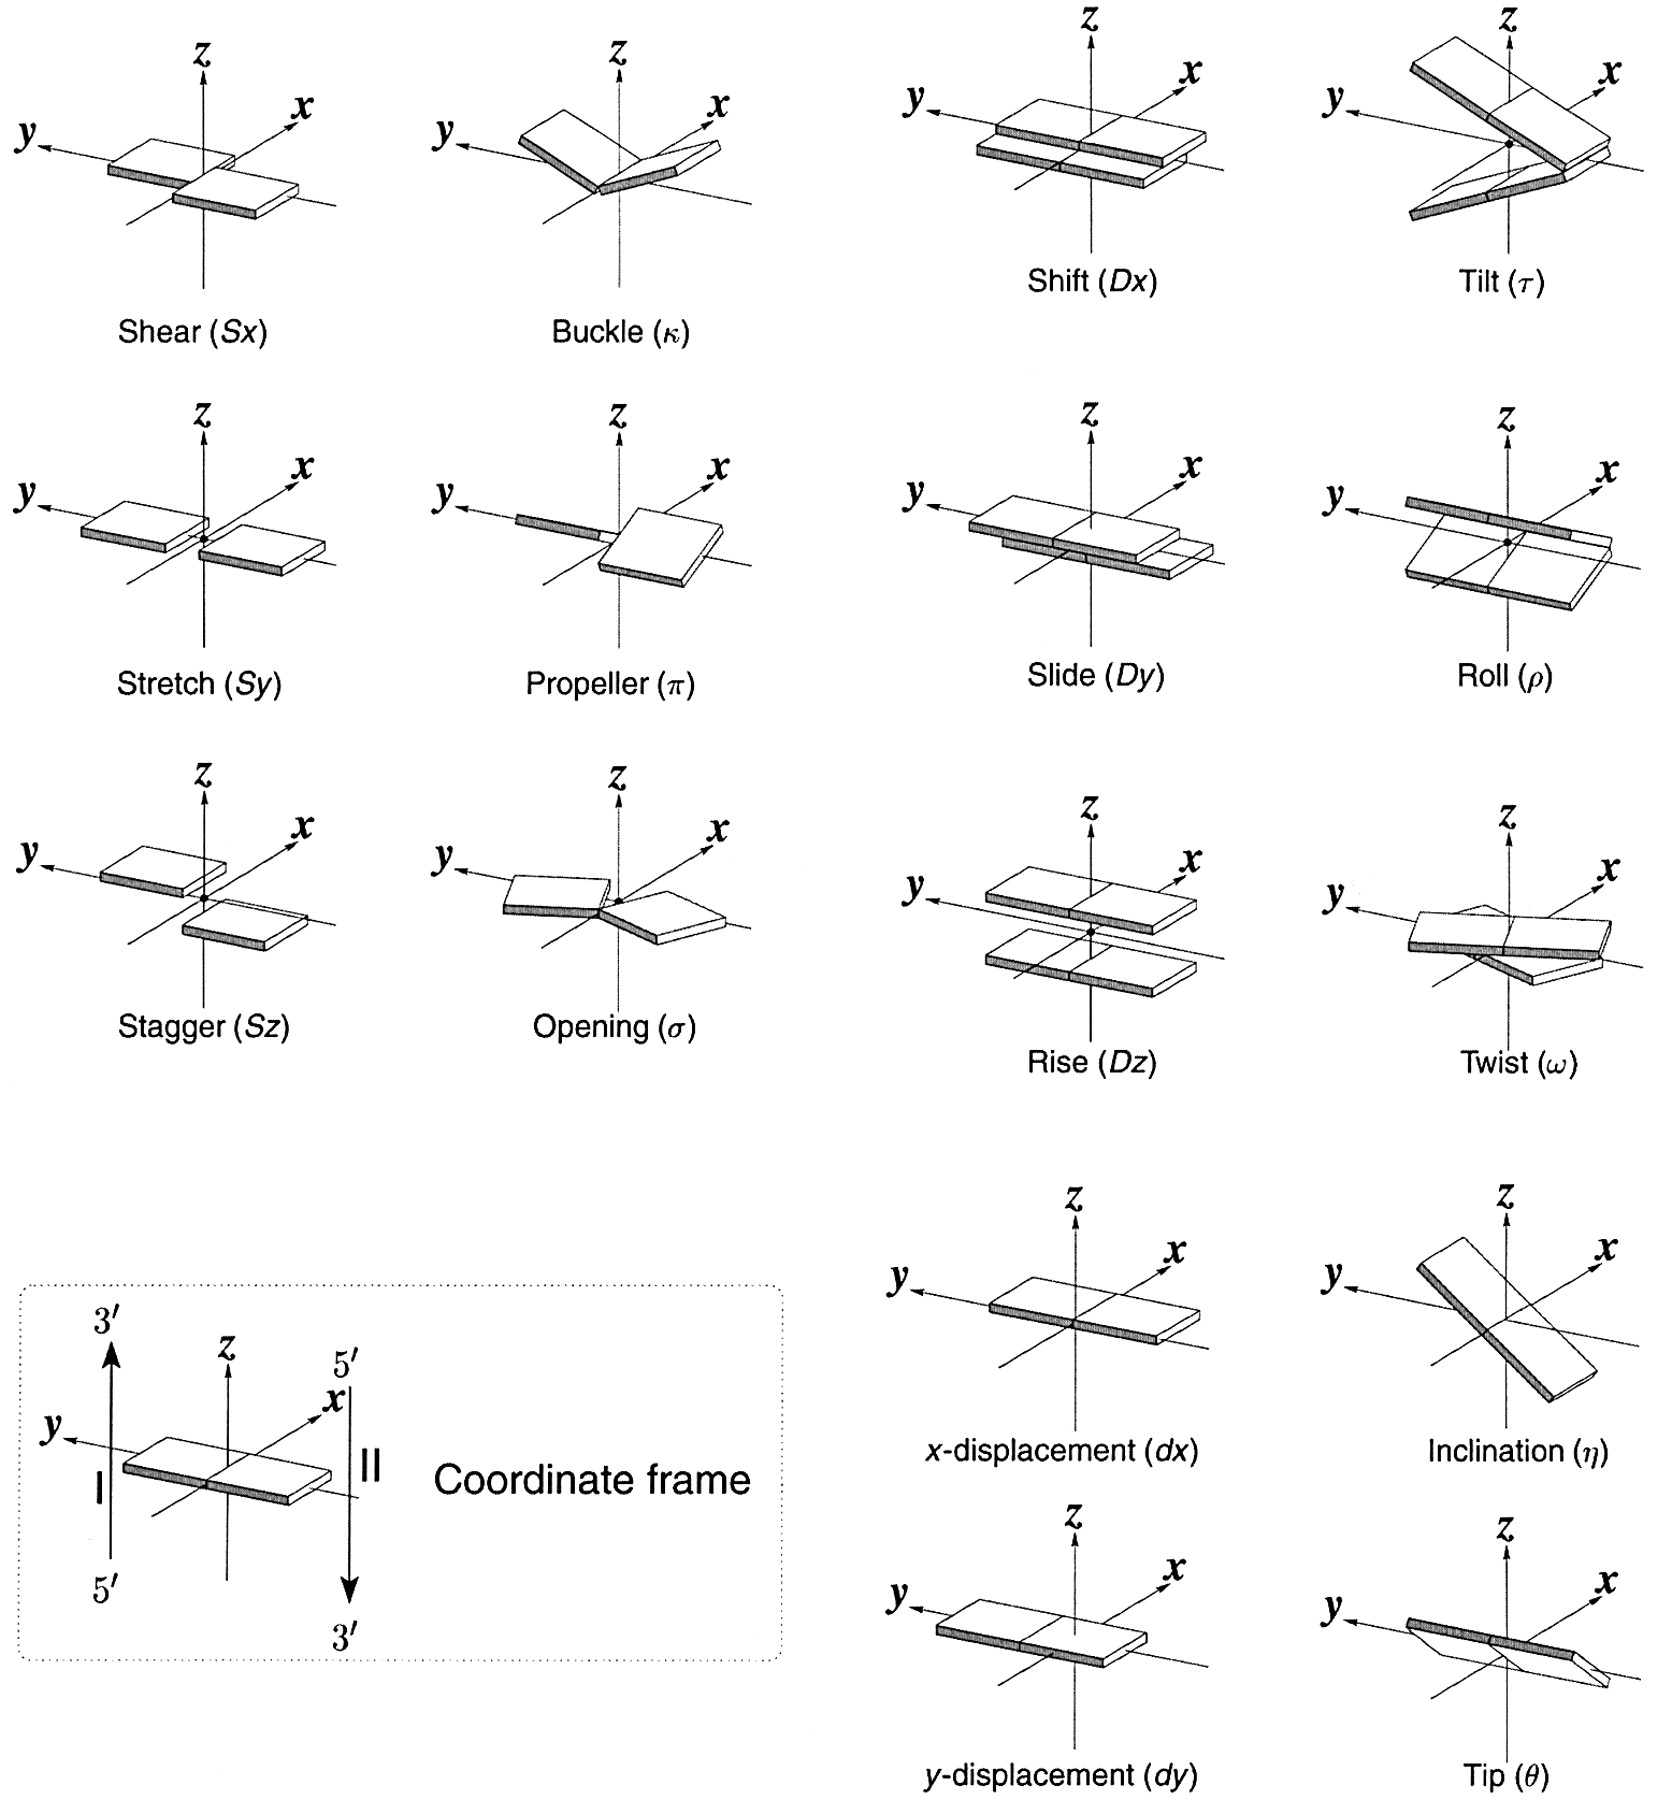 z
x
y
Shear (Sx)
z
x
y
Buckle (κ)
z
x
y
Shift (Dx)
z
x
y
Tilt (τ)
z
x
y
Stretch (Sy)
z
x
y
Propeller (π)
z
x
y
Slide (Dy)
z
x
y
Roll (ρ)
z
x
y
Stagger (Sz)
z
x
y
Opening (σ)
z
x
y
Rise (Dz)
z
x
y
Twist (ω)
3′
z
5′
x
y
I
II
5′
3′
Coordinate frame
z
x
y
x-displacement (dx)
z
x
y
Inclination (η)
z
x
y
y-displacement (dy)
z
x
y
Tip (θ)